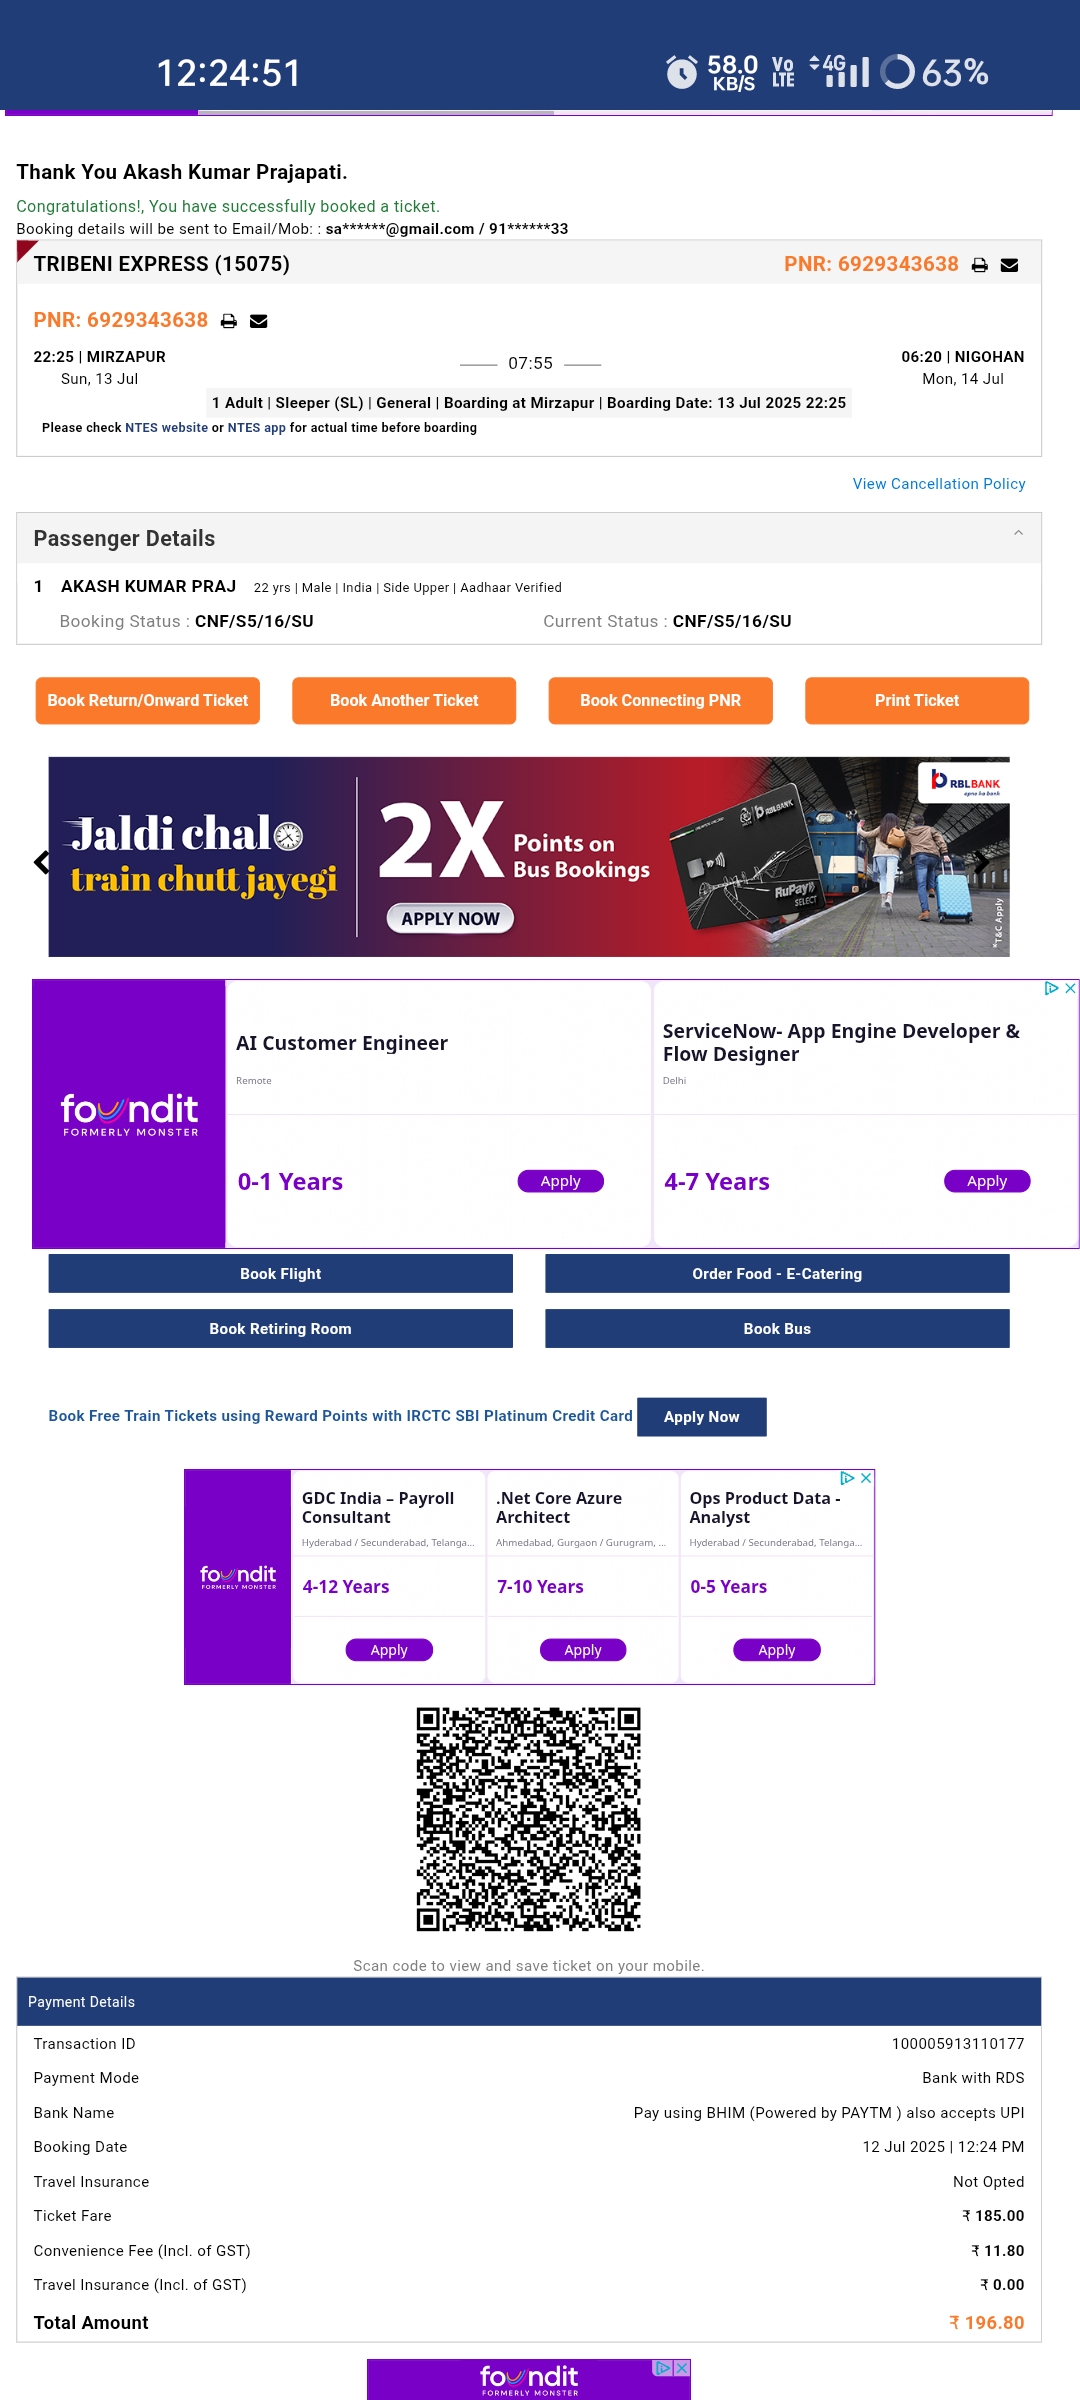 12:24:51
58.0 KB/S Vo LTE 4G 63%
Thank You Akash Kumar Prajapati.
Congratulations!, You have successfully booked a ticket.
Booking details will be sent to Email/Mob: : sa******@gmail.com / 91******33
TRIBENI EXPRESS (15075) PNR: 6929343638
PNR: 6929343638
22:25 | MIRZAPUR 07:55 06:20 | NIGOHAN
Sun, 13 Jul Mon, 14 Jul
1 Adult | Sleeper (SL) | General | Boarding at Mirzapur | Boarding Date: 13 Jul 2025 22:25
Please check NTES website or NTES app for actual time before boarding
View Cancellation Policy
Passenger Details
1 AKASH KUMAR PRAJ 22 yrs | Male | India | Side Upper | Aadhaar Verified
Booking Status : CNF/S5/16/SU Current Status : CNF/S5/16/SU
Book Return/Onward Ticket Book Another Ticket Book Connecting PNR Print Ticket
Jaldi chalo
train chutt jayegi
2X Points on Bus Bookings
APPLY NOW
RBLBANK
apno ka bank
RBLBANK
RuPay
SELECT
*T&C Apply
foundit
FORMERLY MONSTER
AI Customer Engineer
Remote
0-1 Years Apply
ServiceNow- App Engine Developer &
Flow Designer
Delhi
4-7 Years Apply
Book Flight Order Food - E-Catering
Book Retiring Room Book Bus
Book Free Train Tickets using Reward Points with IRCTC SBI Platinum Credit Card Apply Now
foundit
FORMERLY MONSTER
GDC India – Payroll
Consultant
Hyderabad / Secunderabad, Telanga...
4-12 Years
Apply
.Net Core Azure
Architect
Ahmedabad, Gurgaon / Gurugram, ...
7-10 Years
Apply
Ops Product Data -
Analyst
Hyderabad / Secunderabad, Telanga...
0-5 Years
Apply
Scan code to view and save ticket on your mobile.
Payment Details
Transaction ID 100005913110177
Payment Mode Bank with RDS
Bank Name Pay using BHIM (Powered by PAYTM ) also accepts UPI
Booking Date 12 Jul 2025 | 12:24 PM
Travel Insurance Not Opted
Ticket Fare ₹ 185.00
Convenience Fee (Incl. of GST) ₹ 11.80
Travel Insurance (Incl. of GST) ₹ 0.00
Total Amount ₹ 196.80
foundit
FORMERLY MONSTER